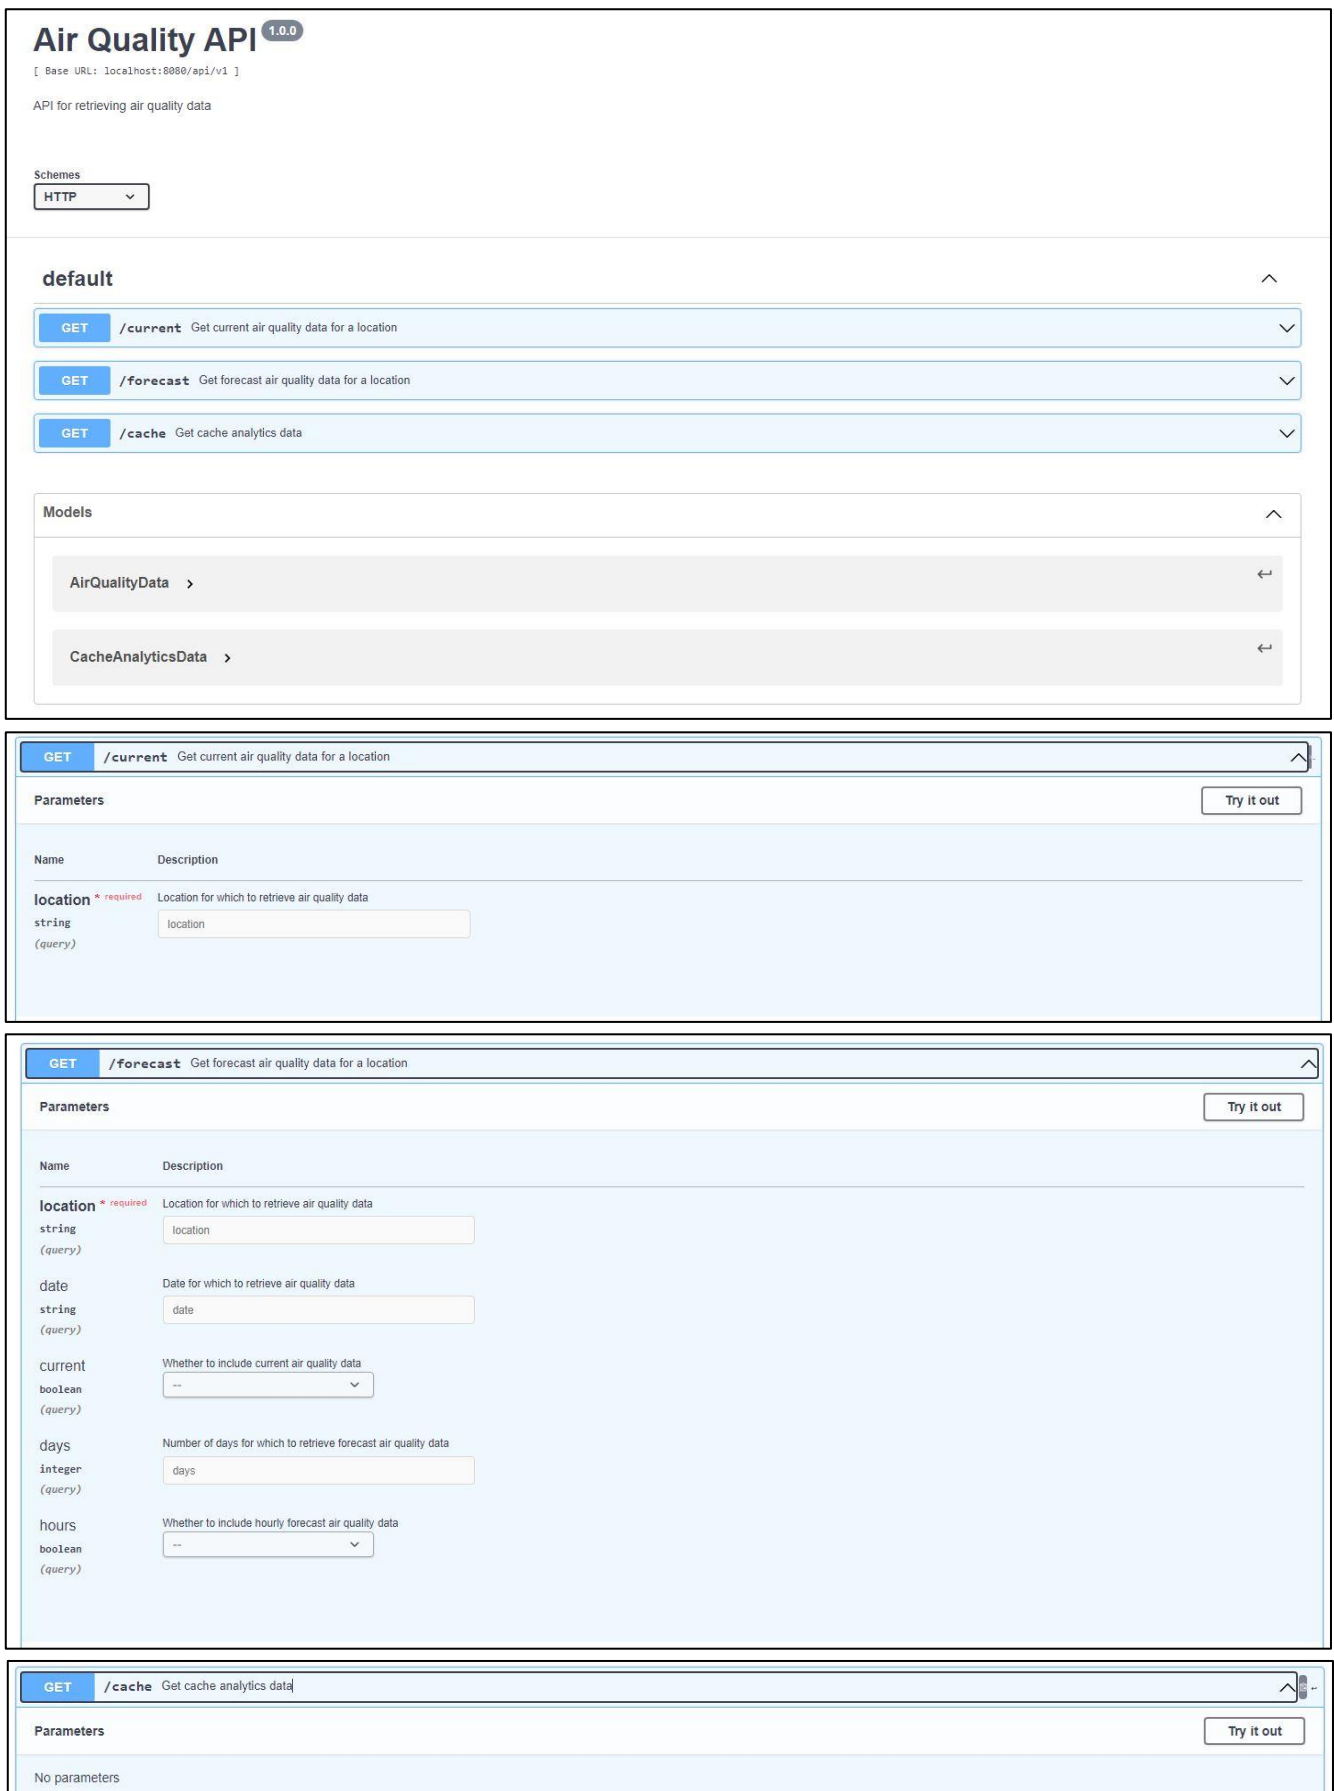 Air Quality API 1.0.0
[ Base URL: localhost:8080/api/v1 ]
API for retrieving air quality data
Schemes
HTTP
default
GET /current Get current air quality data for a location
GET /forecast Get forecast air quality data for a location
GET /cache Get cache analytics data
Models
AirQualityData
CacheAnalyticsData
GET /current Get current air quality data for a location
Parameters Try it out
Name Description
location * required Location for which to retrieve air quality data
string location
(query)
GET /forecast Get forecast air quality data for a location
Parameters Try it out
Name Description
location * required Location for which to retrieve air quality data
string location
(query)
date Date for which to retrieve air quality data
string date
(query)
current Whether to include current air quality data
boolean --
(query)
days Number of days for which to retrieve forecast air quality data
integer days
(query)
hours Whether to include hourly forecast air quality data
boolean --
(query)
GET /cache Get cache analytics data
Parameters Try it out
No parameters